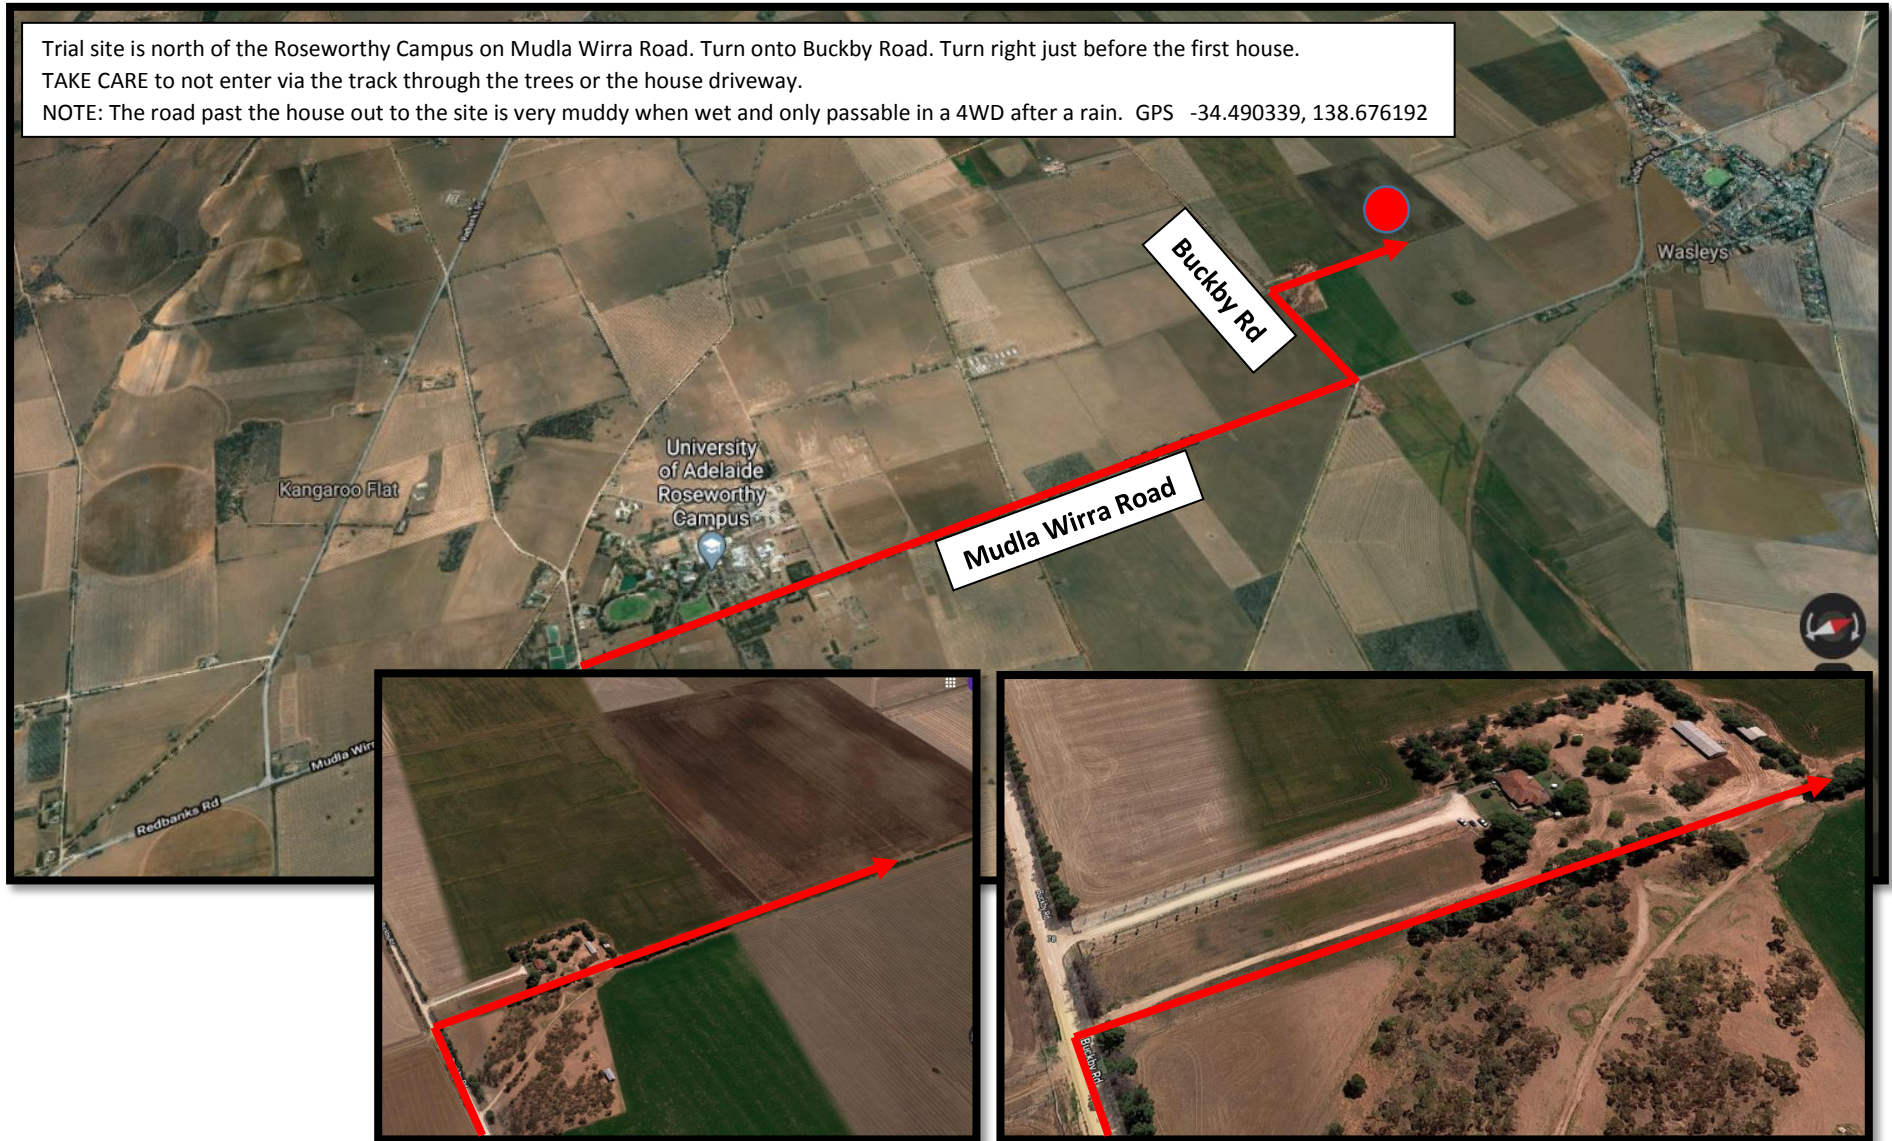 Trial site is north of the Roseworthy Campus on Mudla Wirra Road. Turn onto Buckby Road. Turn right just before the first house.
TAKE CARE to not enter via the track through the trees or the house driveway.
NOTE: The road past the house out to the site is very muddy when wet and only passable in a 4WD after a rain.  GPS   -34.490339, 138.676192
Buckby Rd
Wasleys
University
of Adelaide
Roseworthy
Campus
Kangaroo Flat
Mudla Wirra Road
Mudla Wirr
Redbanks Rd
Buckby Rd
Buckby Rd